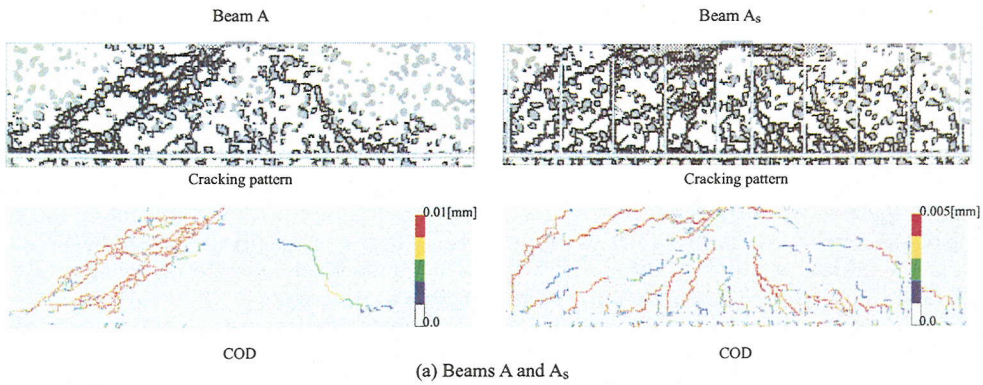 Beam A
Beam As
Cracking pattern
Cracking pattern
0.01[mm]
0.0
0.005[mm]
0.0
COD
COD
(a) Beams A and As